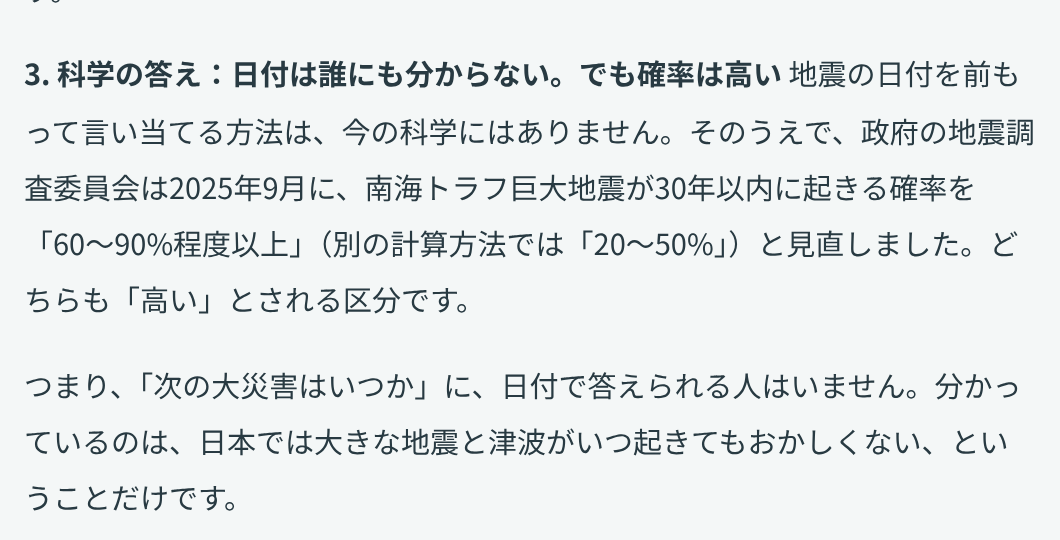 す。
3. 科学の答え：日付は誰にも分からない。でも確率は高い 地震の日付を前も
って言い当てる方法は、今の科学にはありません。そのうえで、政府の地震調
査委員会は2025年9月に、南海トラフ巨大地震が30年以内に起きる確率を
「60〜90%程度以上」（別の計算方法では「20〜50%」）と見直しました。ど
ちらも「高い」とされる区分です。
つまり、「次の大災害はいつか」に、日付で答えられる人はいません。分かっ
ているのは、日本では大きな地震と津波がいつ起きてもおかしくない、とい
うことだけです。